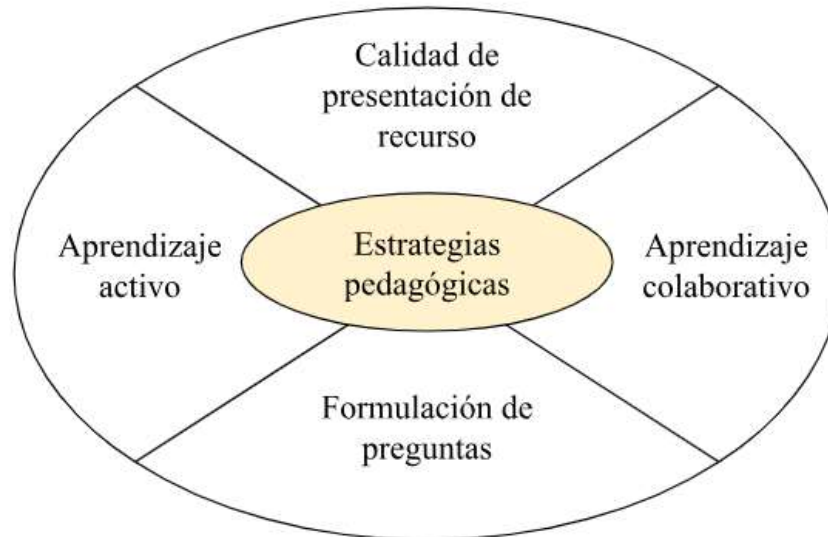 Calidad de
presentación de
recurso
Aprendizaje
activo
Estrategias
pedagógicas
Aprendizaje
colaborativo
Formulación de
preguntas